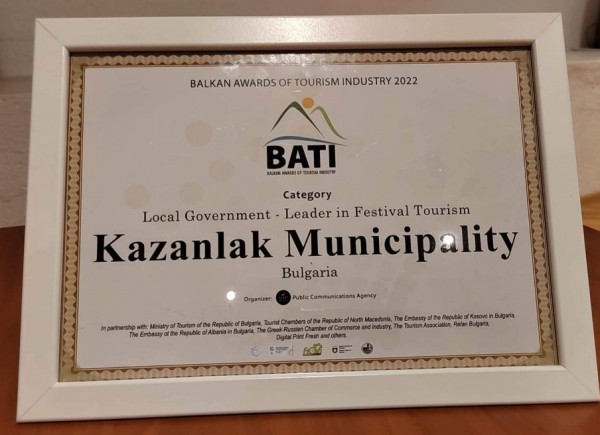 BALKAN AWARDS OF TOURISM INDUSTRY 2022
BATI
BALKAN AWARDS OF TOURISM INDUSTRY
Category
Local Government - Leader in Festival Tourism
Kazanlak Municipality
Bulgaria
Organizer: Public Communications Agency
In partnership with: Ministry of Tourism of the Republic of Bulgaria, Tourist Chambers of the Republic of North Macedonia, The Embassy of the Republic of Kosovo in Bulgaria,
The Embassy of the Republic of Albania in Bulgaria, The Greek-Russian Chamber of Commerce and Industry, The Tourism Association, Refan Bulgaria,
Digital Print Fresh and others.